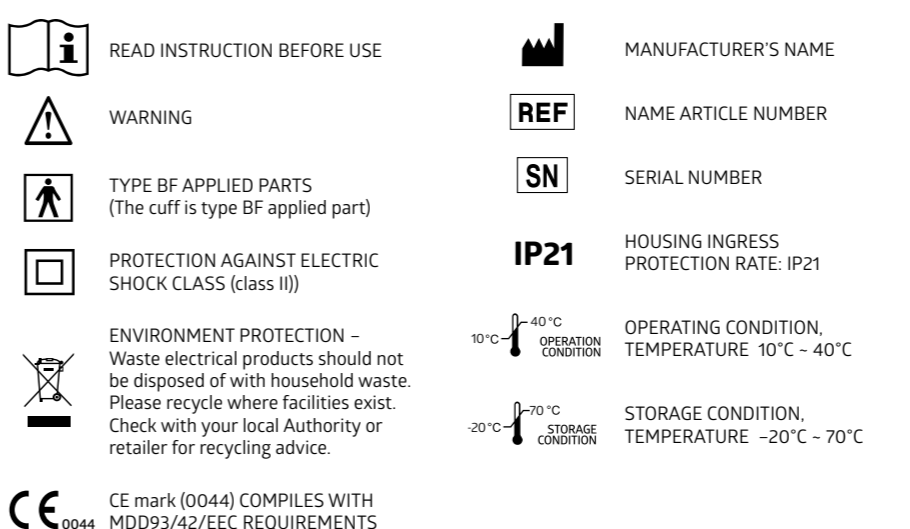 READ INSTRUCTION BEFORE USE
WARNING
TYPE BF APPLIED PARTS
(The cuff is type BF applied part)
PROTECTION AGAINST ELECTRIC
SHOCK CLASS (class II))
ENVIRONMENT PROTECTION –
Waste electrical products should not
be disposed of with household waste.
Please recycle where facilities exist.
Check with your local Authority or
retailer for recycling advice.
CE 0044
CE mark (0044) COMPILES WITH
MDD93/42/EEC REQUIREMENTS
MANUFACTURER'S NAME
REF
NAME ARTICLE NUMBER
SN
SERIAL NUMBER
IP21
HOUSING INGRESS
PROTECTION RATE: IP21
40°C
10°C
OPERATION
CONDITION
OPERATING CONDITION,
TEMPERATURE 10°C ~ 40°C
70 °C
-20°C
STORAGE
CONDITION
STORAGE CONDITION,
TEMPERATURE –20°C ~ 70°C